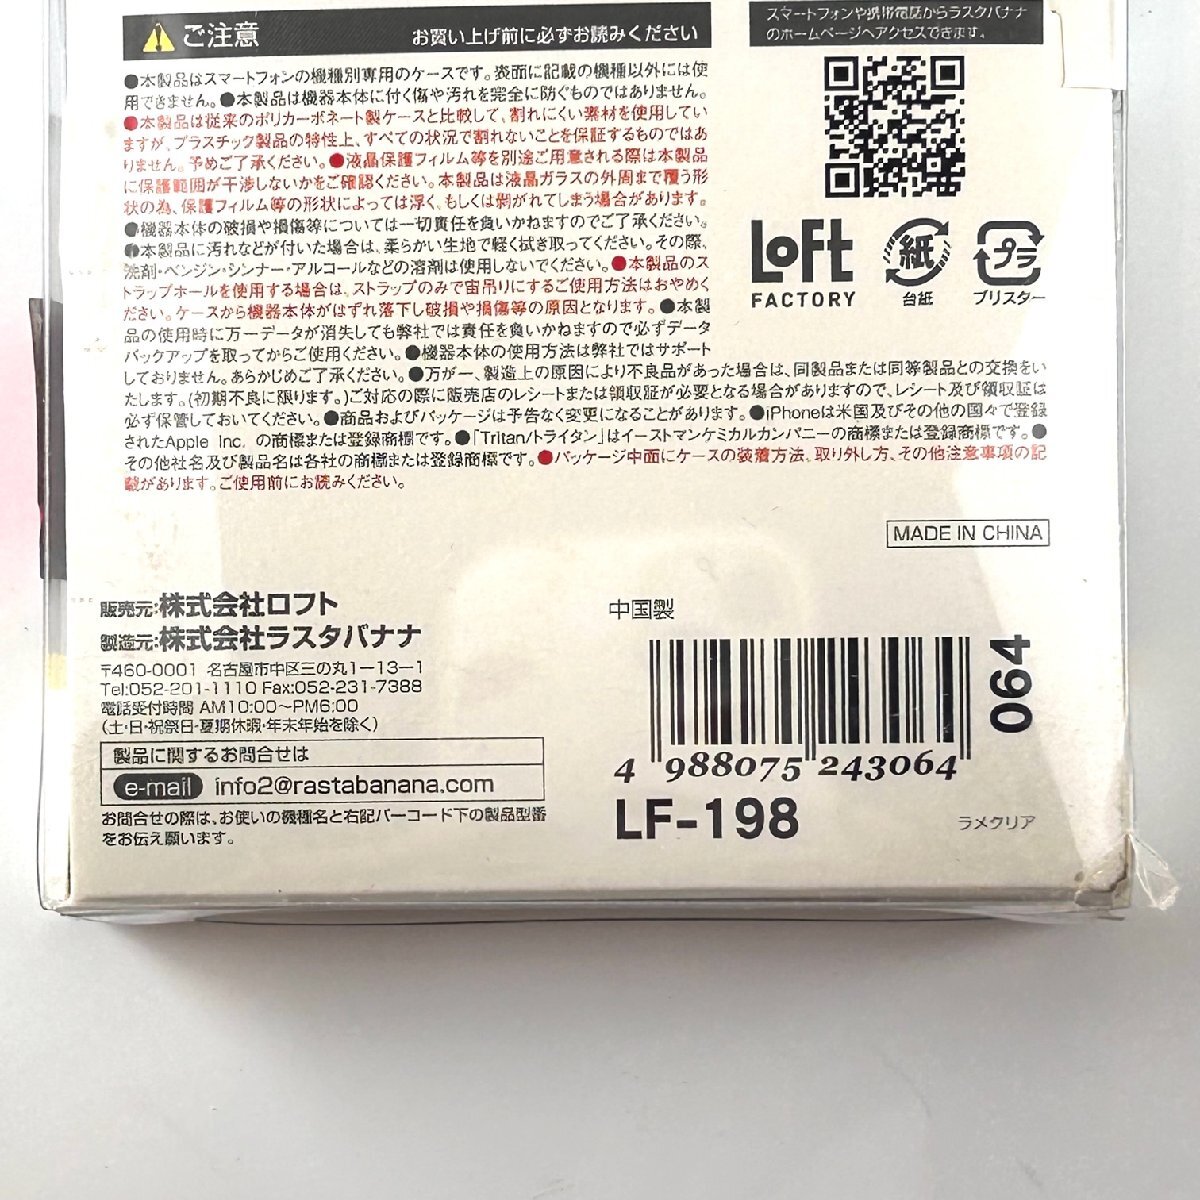 ご注意 お買い上げ前に必ずお読みください
●本製品はスマートフォンの機種別専用のケースです。表面に記載の機種以外には使
用できません。●本製品は機器本体に付く傷や汚れを完全に防ぐものではありません。
●本製品は従来のポリカーボネート製ケースと比較して、割れにくい素材を使用してい
ますが、プラスチック製品の特性上、すべての状況で割れないことを保証するものではあ
りません。予めご了承ください。●液晶保護フィルム等を別途ご用意される際は本製品
に保護範囲が干渉しないかをご確認ください。本製品は液晶ガラスの外周まで覆う形
状の為、保護フィルム等の形状によっては浮く、もしくは剝がれてしまう場合があります。
●機器本体の破損や損傷等については一切責任を負いかねますのでご了承ください。
●本製品に汚れなどが付いた場合は、柔らかい生地で軽く拭き取ってください。その際、
洗剤・ベンジン・シンナー・アルコールなどの溶剤は使用しないでください。●本製品のス
トラップホールを使用する場合は、ストラップのみで宙吊りにするご使用方法はおやめく
ださい。ケースから機器本体がはずれ落下し破損や損傷等の原因となります。●本製
品の使用時に万一データが消失しても弊社では責任を負いかねますので必ずデータ
バックアップを取ってからご使用ください。●機器本体の使用方法は弊社ではサポート
しておりません。あらかじめご了承ください。●万が一、製造上の原因により不良品があった場合は、同製品または同等製品との交換をい
たします。(初期不良に限ります。)ご対応の際に販売店のレシートまたは領収証が必要となる場合がありますので、レシート及び領収証は
必ず保管しておいてください。●商品およびパッケージは予告なく変更になることがあります。●iPhoneは米国及びその他の国々で登録
されたApple Inc. の商標または登録商標です。●「Tritan/トライタン」はイーストマンケミカルカンパニーの商標または登録商標です。●
その他社名及び製品名は各社の商標または登録商標です。●パッケージ中面にケースの装着方法、取り外し方、その他注意事項の記
載があります。ご使用前にお読みください。
スマートフォンや携帯電話からラスタバナナ
のホームページへアクセスできます。
LoFt
FACTORY
紙
台紙
プラ
ブリスター
MADE IN CHINA
販売元:株式会社ロフト
製造元:株式会社ラスタバナナ
〒460-0001 名古屋市中区三の丸1-13-1
Tel:052-201-1110 Fax:052-231-7388
電話受付時間 AM10:00〜PM6:00
(土・日・祝祭日・夏期休暇・年末年始を除く)
製品に関するお問合せは
e-mail info2@rastabanana.com
お問合せの際は、お使いの機種名と右記バーコード下の製品型番
をお伝え願います。
中国製
064
4 988075 243064
LF-198
ラメクリア